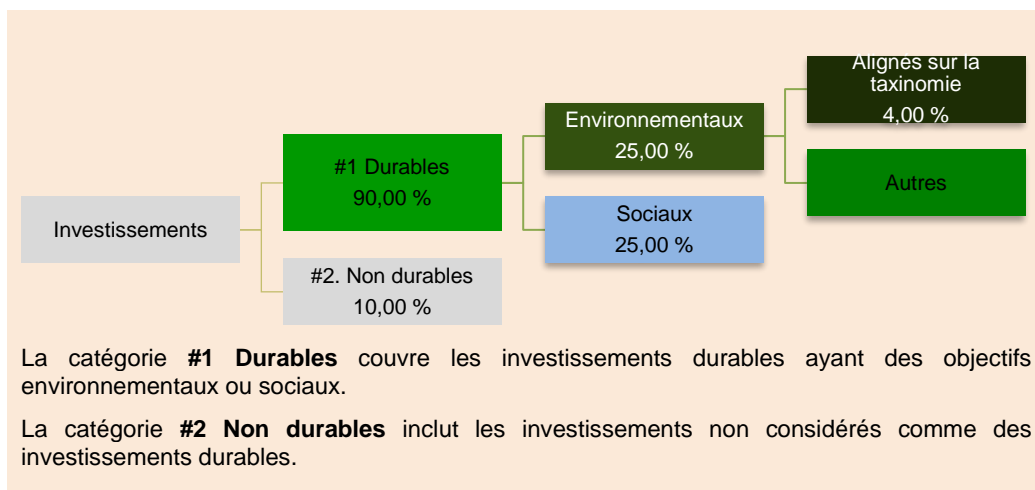 Alignés sur la
taxinomie
4,00 %
Environnementaux
25,00 %
#1 Durables
90,00 %
Autres
Investissements
Sociaux
25,00 %
#2. Non durables
10,00 %
La catégorie #1 Durables couvre les investissements durables ayant des objectifs
environnementaux ou sociaux.
La catégorie #2 Non durables inclut les investissements non considérés comme des
investissements durables.